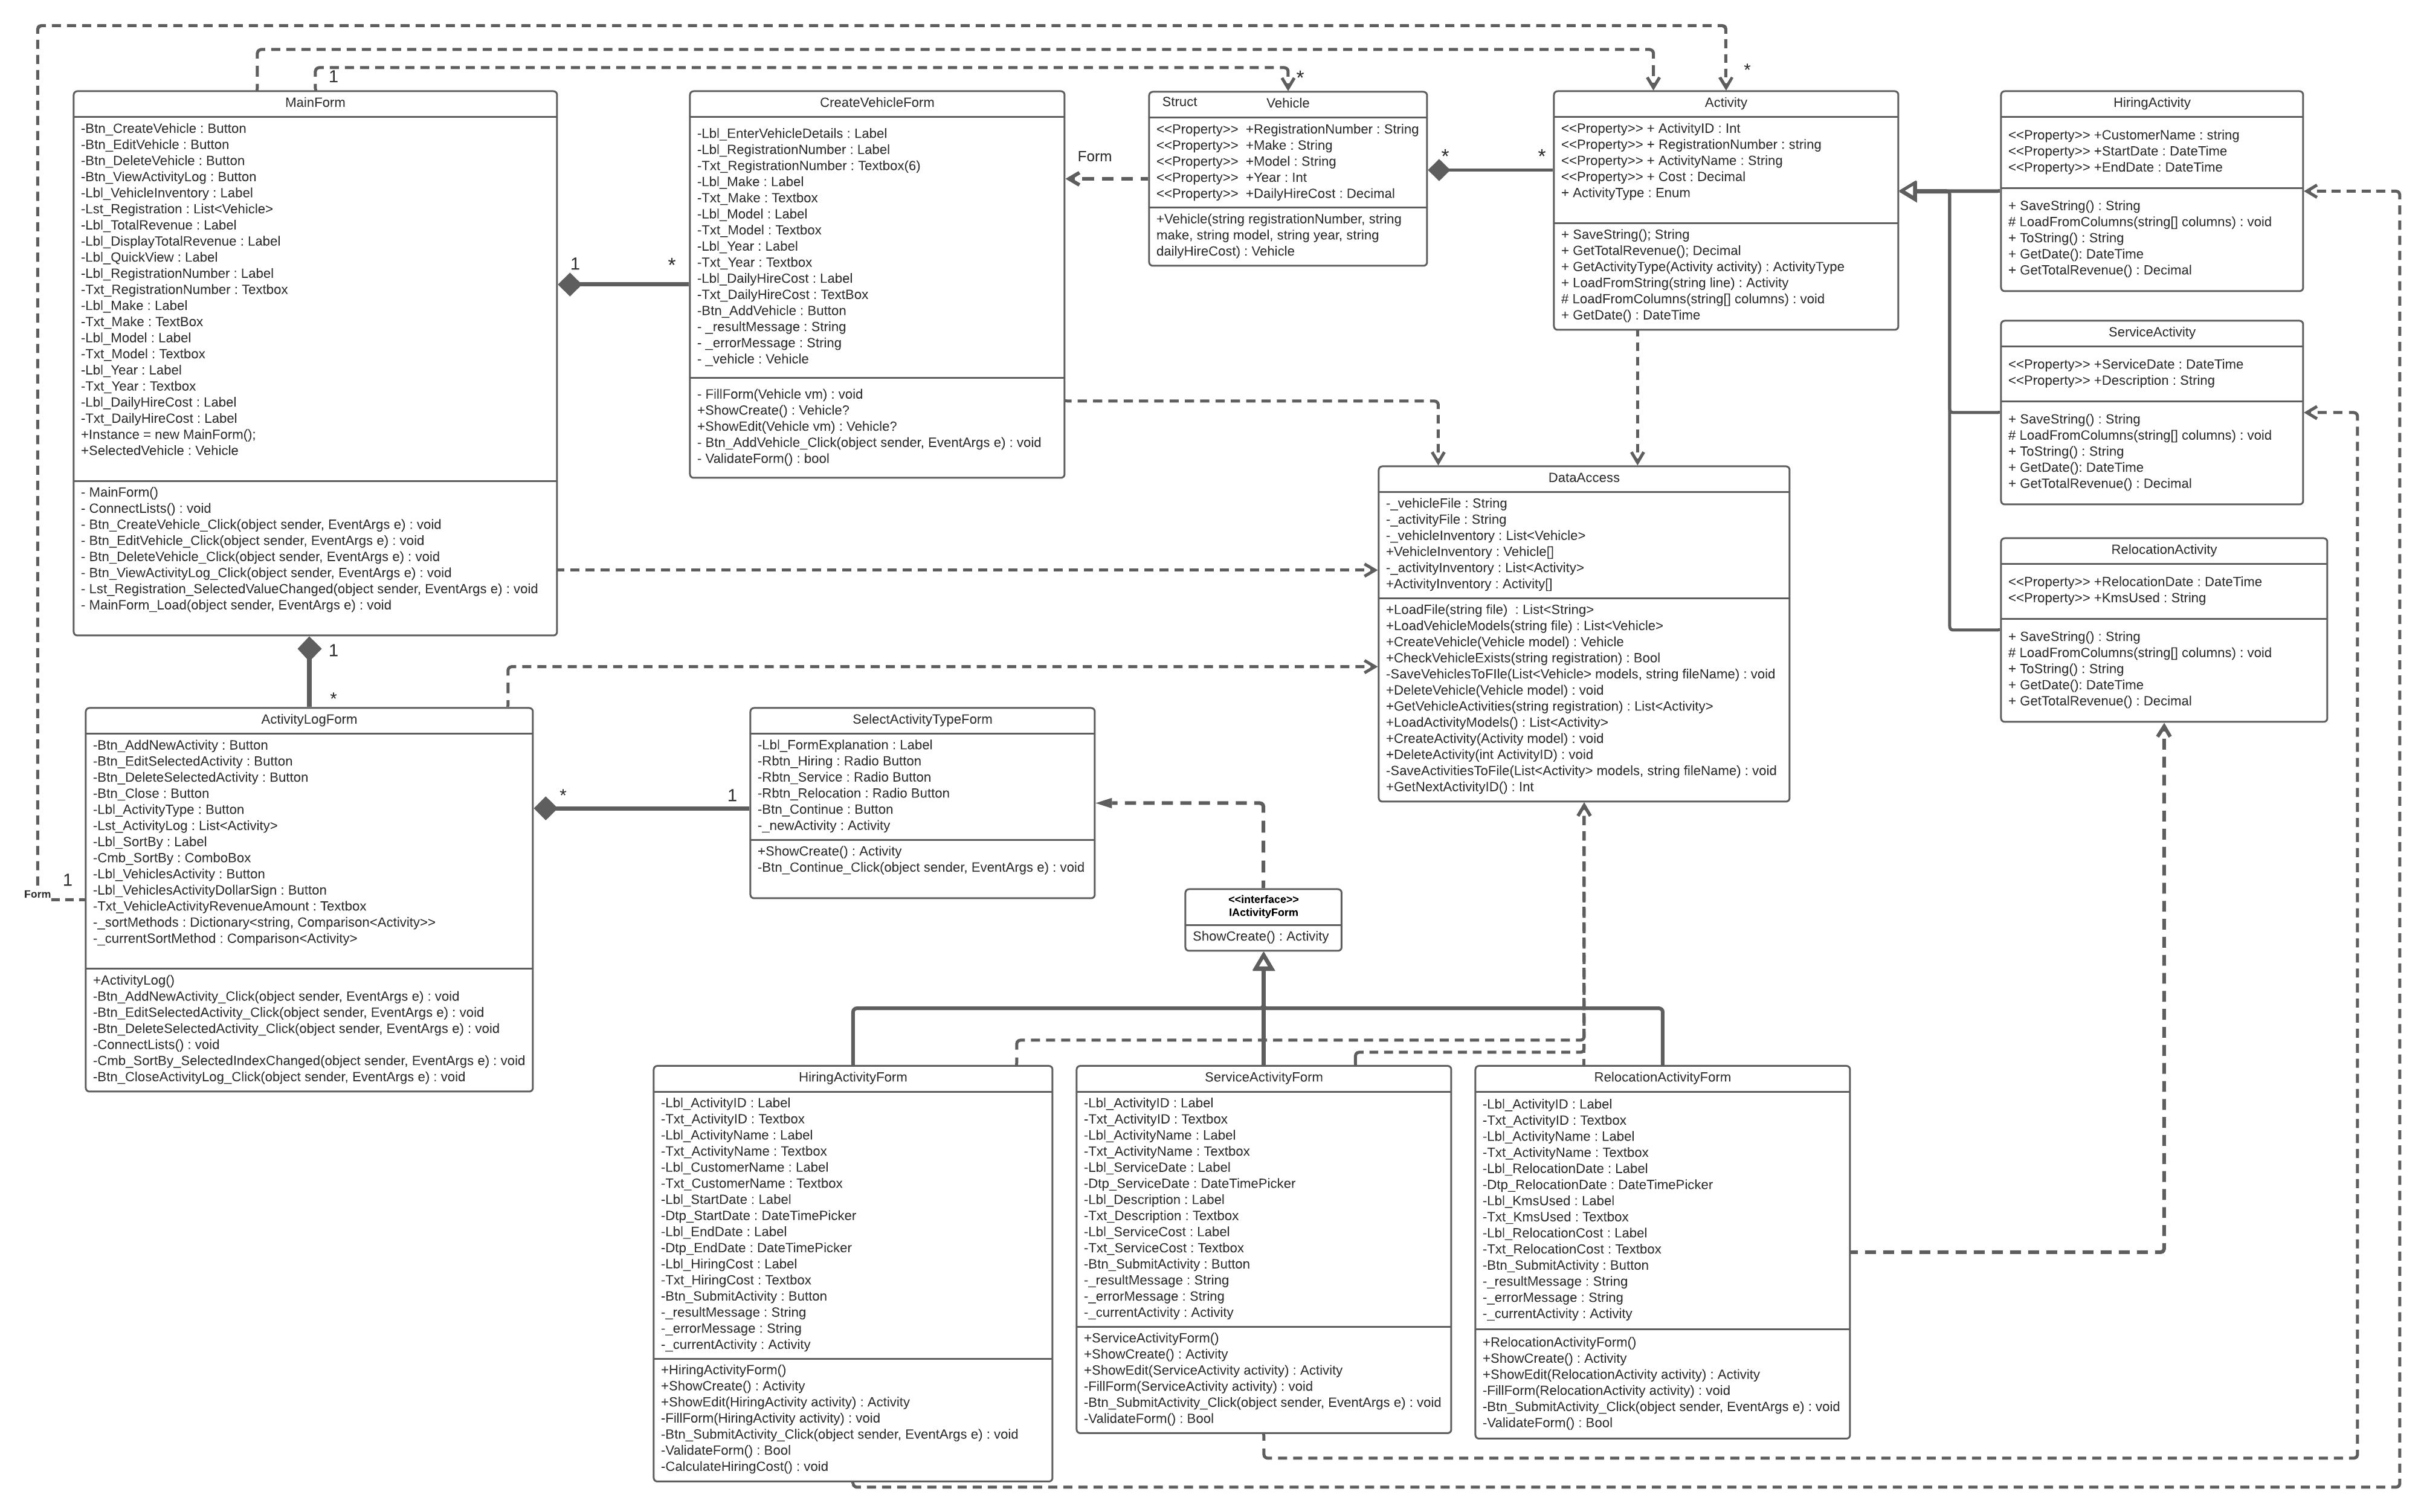 1
*
*
MainForm
-Btn_CreateVehicle : Button
-Btn_EditVehicle : Button
-Btn_DeleteVehicle : Button
-Btn_ViewActivityLog : Button
-Lbl_VehicleInventory : Label
-Lst_Registration : List<Vehicle>
-Lbl_TotalRevenue : Label
-Lbl_DisplayTotalRevenue : Label
-Lbl_QuickView : Label
-Lbl_RegistrationNumber : Label
-Txt_RegistrationNumber : Textbox
-Lbl_Make : Label
-Txt_Make : TextBox
-Lbl_Model : Label
-Txt_Model : Textbox
-Lbl_Year : Label
-Txt_Year : Textbox
-Lbl_DailyHireCost : Label
-Txt_DailyHireCost : Label
+Instance = new MainForm();
+SelectedVehicle : Vehicle
- MainForm()
- ConnectLists() : void
- Btn_CreateVehicle_Click(object sender, EventArgs e) : void
- Btn_EditVehicle_Click(object sender, EventArgs e) : void
- Btn_DeleteVehicle_Click(object sender, EventArgs e) : void
- Btn_ViewActivityLog_Click(object sender, EventArgs e) : void
- Lst_Registration_SelectedValueChanged(object sender, EventArgs e) : void
- MainForm_Load(object sender, EventArgs e) : void
1
*
CreateVehicleForm
-Lbl_EnterVehicleDetails : Label
-Lbl_RegistrationNumber : Label
-Txt_RegistrationNumber : Textbox(6)
-Lbl_Make : Label
-Txt_Make : Textbox
-Lbl_Model : Label
-Txt_Model : Textbox
-Lbl_Year : Label
-Txt_Year : Textbox
-Lbl_DailyHireCost : Label
-Txt_DailyHireCost : TextBox
-Btn_AddVehicle : Button
- _resultMessage : String
- _errorMessage : String
- _vehicle : Vehicle
- FillForm(Vehicle vm) : void
+ShowCreate() : Vehicle?
+ShowEdit(Vehicle vm) : Vehicle?
- Btn_AddVehicle_Click(object sender, EventArgs e) : void
- ValidateForm() : bool
Form
Struct Vehicle
<<Property>> +RegistrationNumber : String
<<Property>> +Make : String
<<Property>> +Model : String
<<Property>> +Year : Int
<<Property>> +DailyHireCost : Decimal
+Vehicle(string registrationNumber, string
make, string model, string year, string
dailyHireCost) : Vehicle
*
*
Activity
<<Property>> + ActivityID : Int
<<Property>> + RegistrationNumber : string
<<Property>> + ActivityName : String
<<Property>> + Cost : Decimal
+ ActivityType : Enum
+ SaveString(); String
+ GetTotalRevenue(); Decimal
+ GetActivityType(Activity activity) : ActivityType
+ LoadFromString(string line) : Activity
# LoadFromColumns(string[] columns) : void
+ GetDate() : DateTime
HiringActivity
<<Property>> +CustomerName : string
<<Property>> +StartDate : DateTime
<<Property>> +EndDate : DateTime
+ SaveString() : String
# LoadFromColumns(string[] columns) : void
+ ToString() : String
+ GetDate(): DateTime
+ GetTotalRevenue() : Decimal
ServiceActivity
<<Property>> +ServiceDate : DateTime
<<Property>> +Description : String
+ SaveString() : String
# LoadFromColumns(string[] columns) : void
+ ToString() : String
+ GetDate(): DateTime
+ GetTotalRevenue() : Decimal
RelocationActivity
<<Property>> +RelocationDate : DateTime
<<Property>> +KmsUsed : String
+ SaveString() : String
# LoadFromColumns(string[] columns) : void
+ ToString() : String
+ GetDate(): DateTime
+ GetTotalRevenue() : Decimal
DataAccess
-_vehicleFile : String
-_activityFile : String
-_vehicleInventory : List<Vehicle>
+VehicleInventory : Vehicle[]
-_activityInventory : List<Activity>
+ActivityInventory : Activity[]
+LoadFile(string file) : List<String>
+LoadVehicleModels(string file) : List<Vehicle>
+CreateVehicle(Vehicle model) : Vehicle
+CheckVehicleExists(string registration) : Bool
-SaveVehiclesToFIle(List<Vehicle> models, string fileName) : void
+DeleteVehicle(Vehicle model) : void
+GetVehicleActivities(string registration) : List<Activity>
+LoadActivityModels() : List<Activity>
+CreateActivity(Activity model) : void
+DeleteActivity(int ActivityID) : void
-SaveActivitiesToFile(List<Activity> models, string fileName) : void
+GetNextActivityID() : Int
1
*
Form
1
ActivityLogForm
-Btn_AddNewActivity : Button
-Btn_EditSelectedActivity : Button
-Btn_DeleteSelectedActivity : Button
-Btn_Close : Button
-Lbl_ActivityType : Button
-Lst_ActivityLog : List<Activity>
-Lbl_SortBy : Label
-Cmb_SortBy : ComboBox
-Lbl_VehiclesActivity : Button
-Lbl_VehiclesActivityDollarSign : Button
-Txt_VehicleActivityRevenueAmount : Textbox
-_sortMethods : Dictionary<string, Comparison<Activity>>
-_currentSortMethod : Comparison<Activity>
+ActivityLog()
-Btn_AddNewActivity_Click(object sender, EventArgs e) : void
-Btn_EditSelectedActivity_Click(object sender, EventArgs e) : void
-Btn_DeleteSelectedActivity_Click(object sender, EventArgs e) : void
-ConnectLists() : void
-Cmb_SortBy_SelectedIndexChanged(object sender, EventArgs e) : void
-Btn_CloseActivityLog_Click(object sender, EventArgs e) : void
*
1
SelectActivityTypeForm
-Lbl_FormExplanation : Label
-Rbtn_Hiring : Radio Button
-Rbtn_Service : Radio Button
-Rbtn_Relocation : Radio Button
-Btn_Continue : Button
-_newActivity : Activity
+ShowCreate() : Activity
-Btn_Continue_Click(object sender, EventArgs e) : void
<<interface>>
IActivityForm
ShowCreate() : Activity
HiringActivityForm
-Lbl_ActivityID : Label
-Txt_ActivityID : Textbox
-Lbl_ActivityName : Label
-Txt_ActivityName : Textbox
-Lbl_CustomerName : Label
-Txt_CustomerName : Textbox
-Lbl_StartDate : Label
-Dtp_StartDate : DateTimePicker
-Lbl_EndDate : Label
-Dtp_EndDate : DateTimePicker
-Lbl_HiringCost : Label
-Txt_HiringCost : Textbox
-Btn_SubmitActivity : Button
-_resultMessage : String
-_errorMessage : String
-_currentActivity : Activity
+HiringActivityForm()
+ShowCreate() : Activity
+ShowEdit(HiringActivity activity) : Activity
-FillForm(HiringActivity activity) : void
-Btn_SubmitActivity_Click(object sender, EventArgs e) : void
-ValidateForm() : Bool
-CalculateHiringCost() : void
ServiceActivityForm
-Lbl_ActivityID : Label
-Txt_ActivityID : Textbox
-Lbl_ActivityName : Label
-Txt_ActivityName : Textbox
-Lbl_ServiceDate : Label
-Dtp_ServiceDate : DateTimePicker
-Lbl_Description : Label
-Txt_Description : Textbox
-Lbl_ServiceCost : Label
-Txt_ServiceCost : Textbox
-Btn_SubmitActivity : Button
-_resultMessage : String
-_errorMessage : String
-_currentActivity : Activity
+ServiceActivityForm()
+ShowCreate() : Activity
+ShowEdit(ServiceActivity activity) : Activity
-FillForm(ServiceActivity activity) : void
-Btn_SubmitActivity_Click(object sender, EventArgs e) : void
-ValidateForm() : Bool
RelocationActivityForm
-Lbl_ActivityID : Label
-Txt_ActivityID : Textbox
-Lbl_ActivityName : Label
-Txt_ActivityName : Textbox
-Lbl_RelocationDate : Label
-Dtp_RelocationDate : DateTimePicker
-Lbl_KmsUsed : Label
-Txt_KmsUsed : Textbox
-Lbl_RelocationCost : Label
-Txt_RelocationCost : Textbox
-Btn_SubmitActivity : Button
-_resultMessage : String
-_errorMessage : String
-_currentActivity : Activity
+RelocationActivityForm()
+ShowCreate() : Activity
+ShowEdit(RelocationActivity activity) : Activity
-FillForm(RelocationActivity activity) : void
-Btn_SubmitActivity_Click(object sender, EventArgs e) : void
-ValidateForm() : Bool